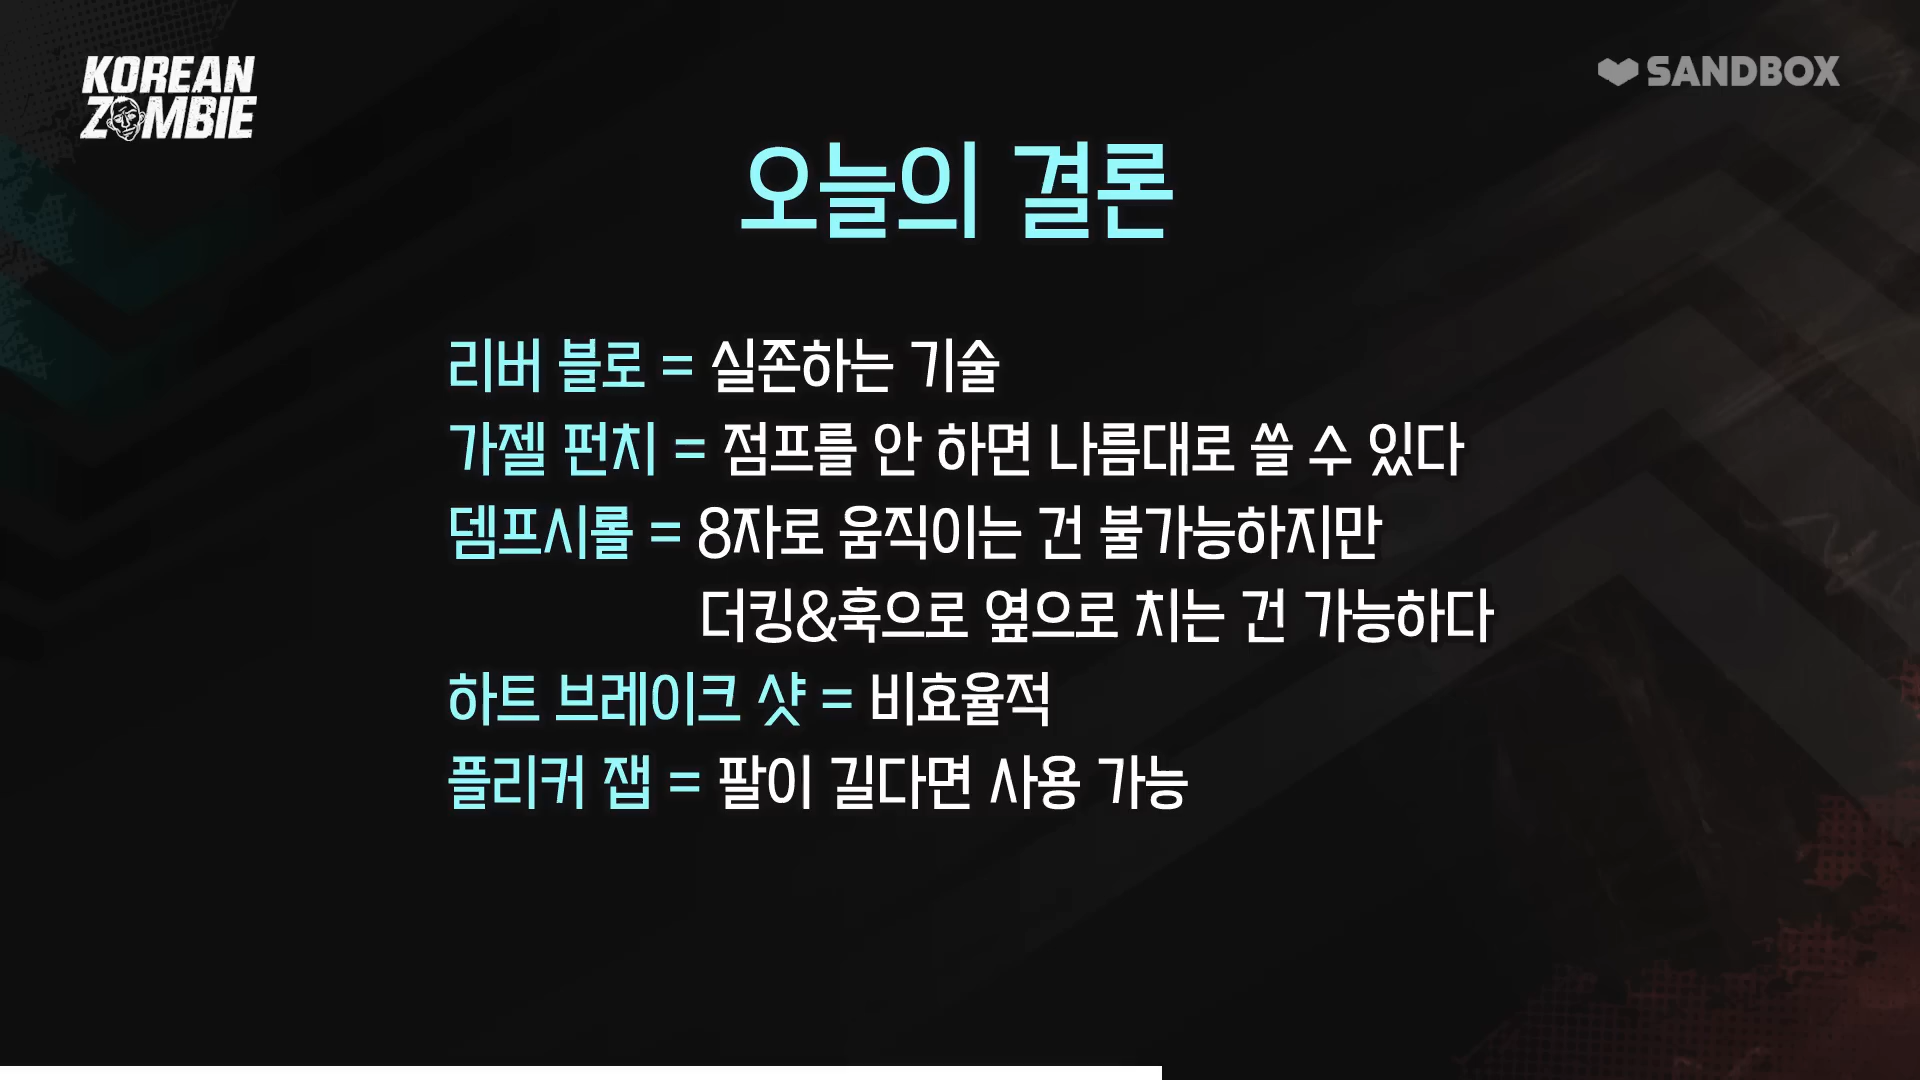 KOREAN
ZOMBIE
SANDBOX
오늘의 결론
리버 블로 = 실존하는 기술
가젤 펀치 = 점프를 안 하면 나름대로 쓸 수 있다
뎀프시롤 = 8자로 움직이는 건 불가능하지만
더킹&훅으로 옆으로 치는 건 가능하다
하트 브레이크 샷 = 비효율적
플리커 잽 = 팔이 길다면 사용 가능